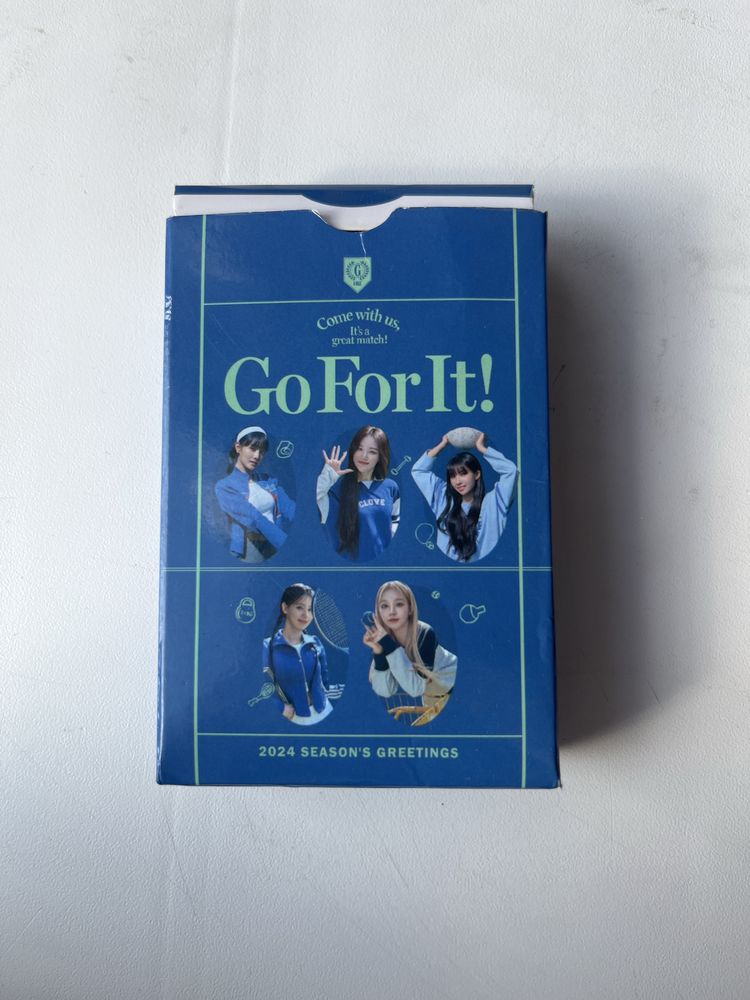 G
Come with us,
It's a
great match!
Go For It!
CLOVE
2024 SEASON'S GREETINGS